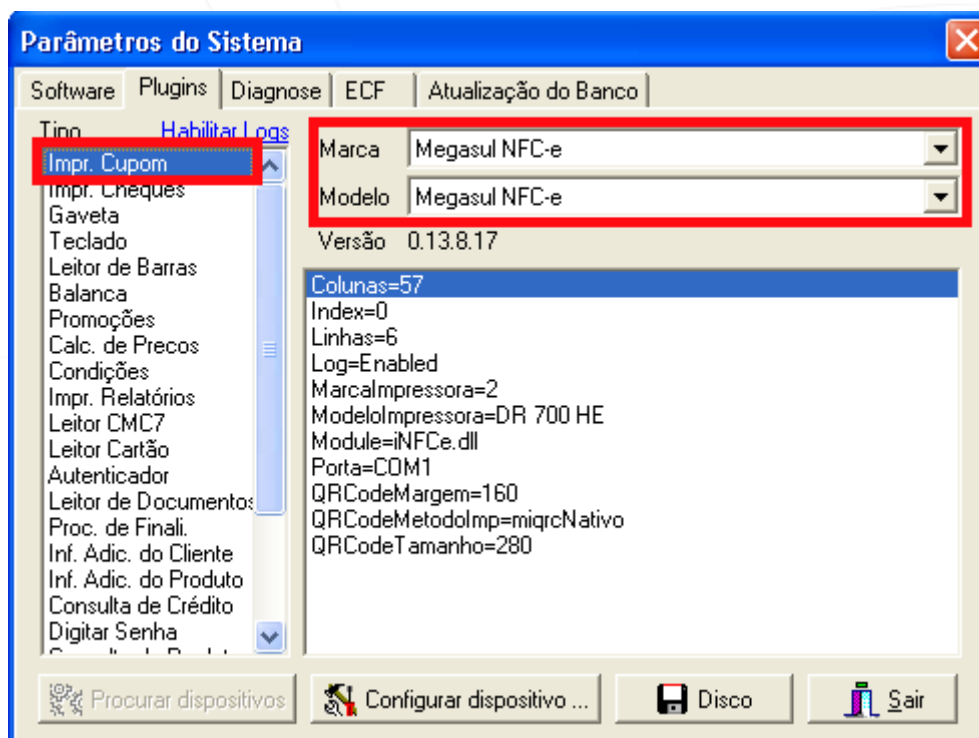 Parâmetros do Sistema
Software Plugins Diagnose ECF Atualização do Banco
Tipo Habilitar Logs
Impr. Cupom
Impr. Cheques
Gaveta
Teclado
Leitor de Barras
Balanca
Promoções
Calc. de Precos
Condições
Impr. Relatórios
Leitor CMC7
Leitor Cartão
Autenticador
Leitor de Documentos
Proc. de Finali.
Inf. Adic. do Cliente
Inf. Adic. do Produto
Consulta de Crédito
Digitar Senha
Marca Megasul NFC-e
Modelo Megasul NFC-e
Versão 0.13.8.17
Colunas=57
Index=0
Linhas=6
Log=Enabled
MarcaImpressora=2
ModeloImpressora=DR 700 HE
Module=iNFCe.dll
Porta=COM1
QRCodeMargem=160
QRCodeMetodoImp=miqrcNativo
QRCodeTamanho=280
Procurar dispositivos Configurar dispositivo ... Disco Sair